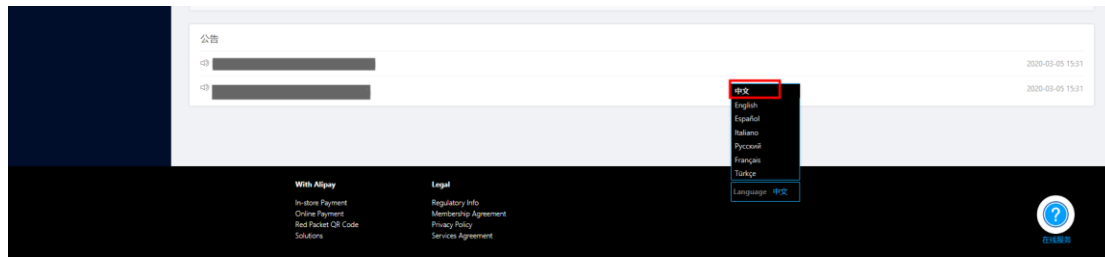 公告
2020-03-05 15:31
2020-03-05 15:31
中文
English
Español
Italiano
Русский
Français
Türkçe
Language 中文
With Alipay
In-store Payment
Online Payment
Red Packet QR Code
Solutions
Legal
Regulatory Info
Membership Agreement
Privacy Policy
Services Agreement
在线服务